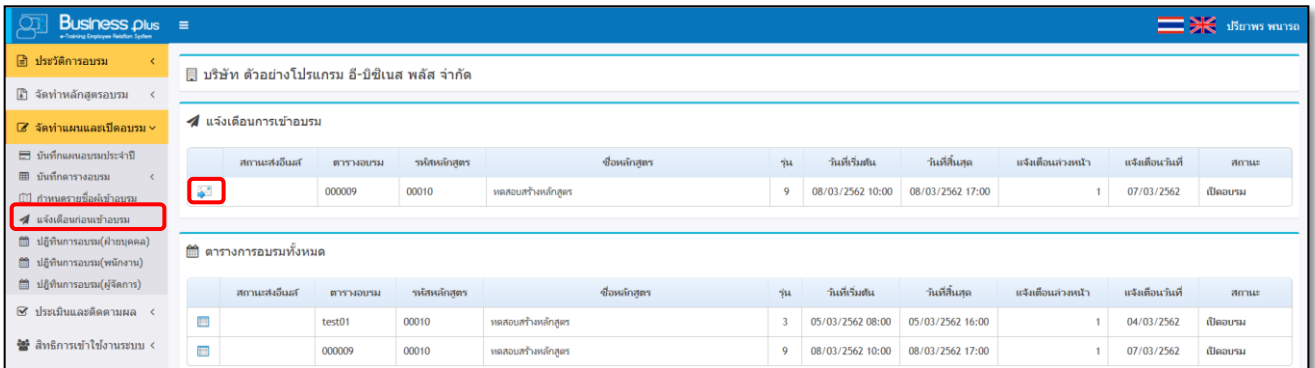 Business Plus
e-Training Employee Relation System
ปรียาพร พนารถ
ประวัติการอบรม
จัดทำหลักสูตรอบรม
จัดทำแผนและเปิดอบรม
บันทึกแผนอบรมประจำปี
บันทึกตารางอบรม
กำหนดรายชื่อผู้เข้าอบรม
แจ้งเตือนก่อนเข้าอบรม
ปฏิทินการอบรม(ฝ่ายบุคคล)
ปฏิทินการอบรม(พนักงาน)
ปฏิทินการอบรม(ผู้จัดการ)
ประเมินและติดตามผล
สิทธิการเข้าใช้งานระบบ
บริษัท ตัวอย่างโปรแกรม อี-บิซิเนส พลัส จำกัด
แจ้งเตือนการเข้าอบรม
สถานะส่งอีเมล์ ตารางอบรม รหัสหลักสูตร ชื่อหลักสูตร รุ่น วันที่เริ่มต้น วันที่สิ้นสุด แจ้งเตือนล่วงหน้า แจ้งเตือนวันที่ สถานะ
000009 00010 ทดสอบสร้างหลักสูตร 9 08/03/2562 10:00 08/03/2562 17:00 1 07/03/2562 เปิดอบรม
ตารางการอบรมทั้งหมด
สถานะส่งอีเมล์ ตารางอบรม รหัสหลักสูตร ชื่อหลักสูตร รุ่น วันที่เริ่มต้น วันที่สิ้นสุด แจ้งเตือนล่วงหน้า แจ้งเตือนวันที่ สถานะ
test01 00010 ทดสอบสร้างหลักสูตร 3 05/03/2562 08:00 05/03/2562 16:00 1 04/03/2562 เปิดอบรม
000009 00010 ทดสอบสร้างหลักสูตร 9 08/03/2562 10:00 08/03/2562 17:00 1 07/03/2562 เปิดอบรม